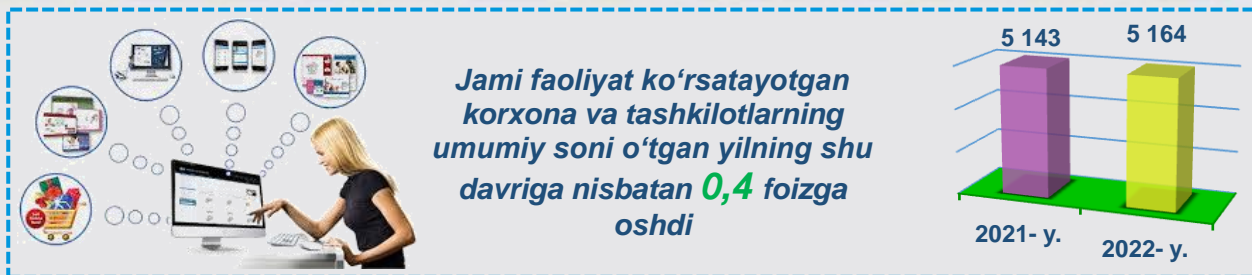 Jami faoliyat ko‘rsatayotgan
korxona va tashkilotlarning
umumiy soni o‘tgan yilning shu
davriga nisbatan 0,4 foizga
oshdi
5 143
5 164
2021- y.
2022- y.